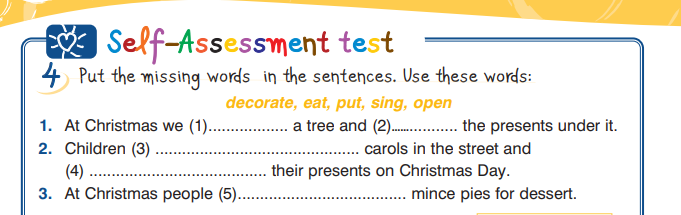 Self-Assessment test
4 Put the missing words in the sentences. Use these words:
decorate, eat, put, sing, open
1. At Christmas we (1).................. a tree and (2)................ the presents under it.
2. Children (3) ................................................ carols in the street and
(4) ......................................... their presents on Christmas Day.
3. At Christmas people (5)....................................... mince pies for dessert.